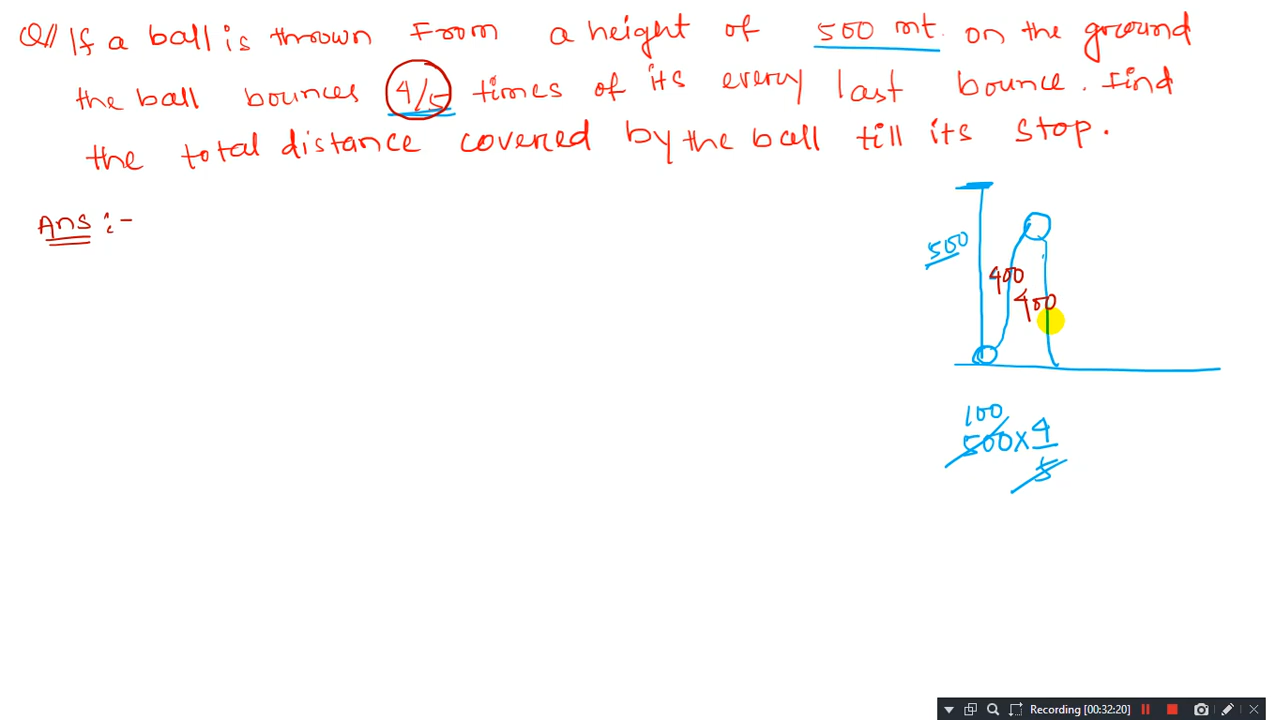 Q// If a ball is thrown From a height of 500 mt. on the ground
the ball bounces 4/5 times of its every last bounce. Find
the total distance covered by the ball till its stop.
Ans :-
500
400
400
100
500 × 4
5
Recording [00:32:20]